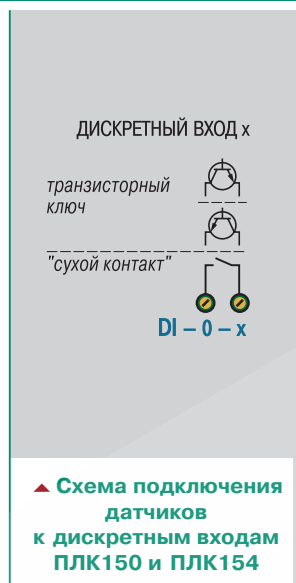 ДИСКРЕТНЫЙ ВХОД х
транзисторный
ключ
"сухой контакт"
DI – 0 – x
Схема подключения
датчиков
к дискретным входам
ПЛК150 и ПЛК154